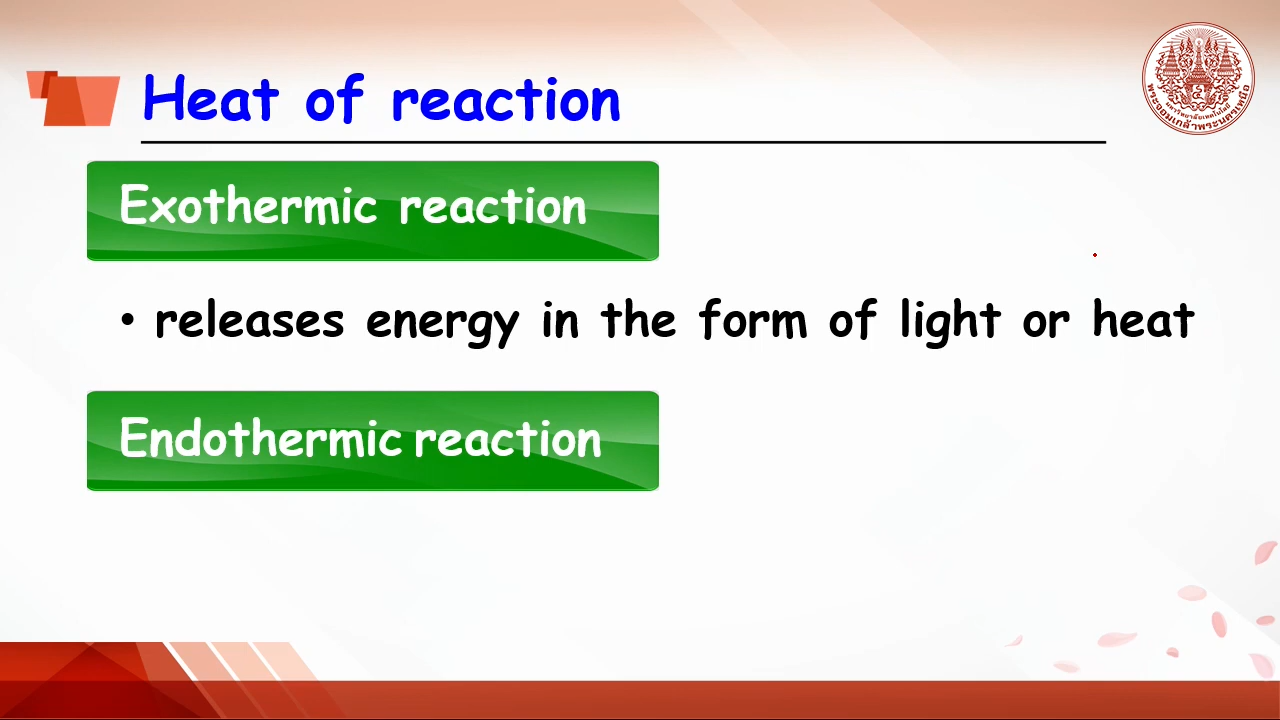 Heat of reaction
Exothermic reaction
• releases energy in the form of light or heat
Endothermic reaction